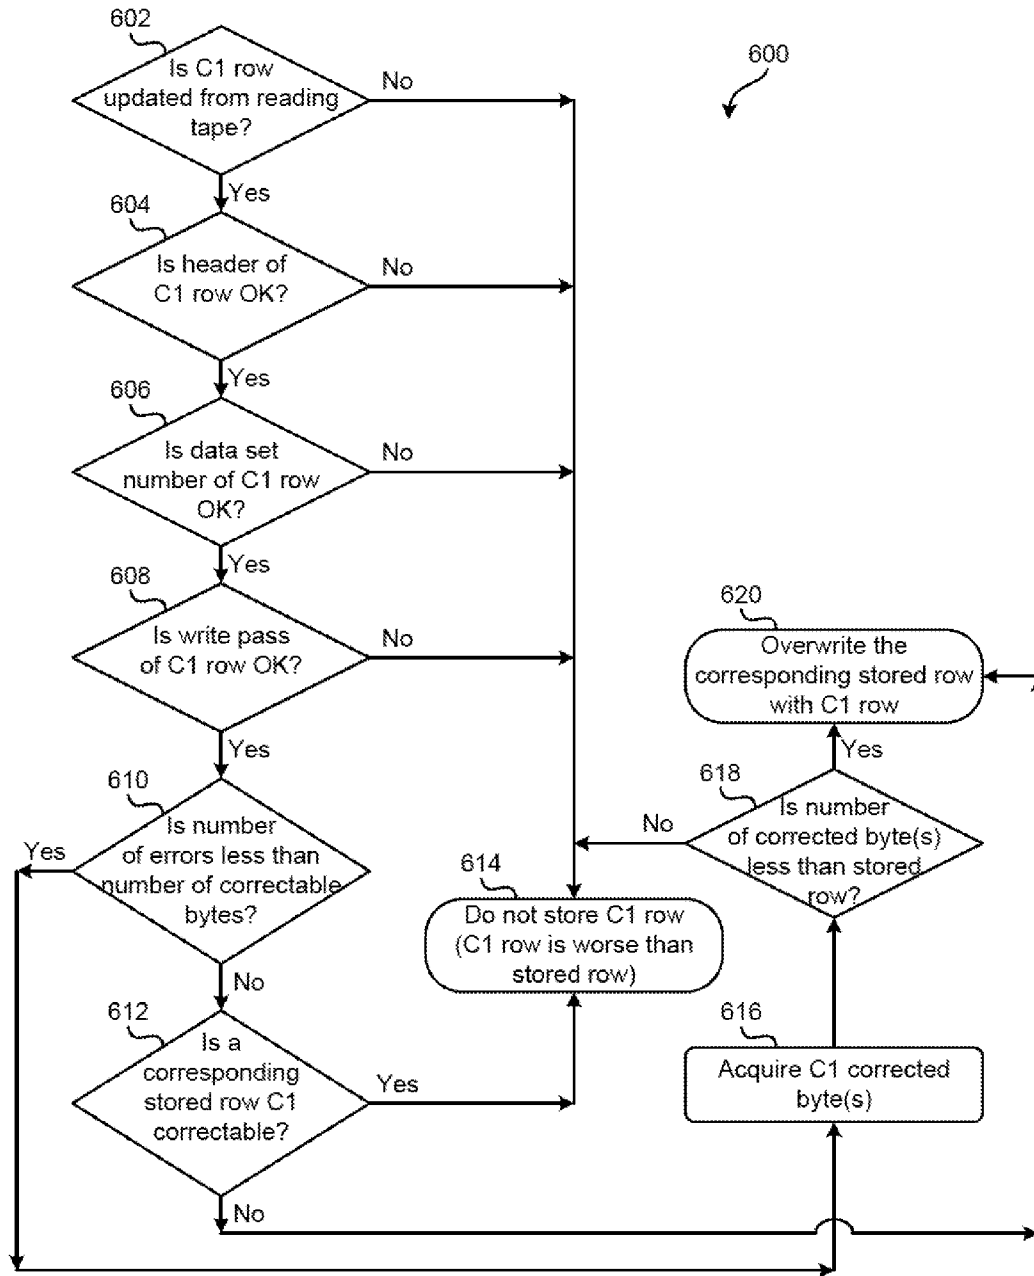 602
Is C1 row
updated from reading
tape?
No
600
Yes
604
Is header of
C1 row OK?
No
Yes
606
Is data set
number of C1 row
OK?
No
Yes
608
Is write pass
of C1 row OK?
No
620
Overwrite the
corresponding stored row
with C1 row
Yes
Yes
610
Is number
of errors less than
number of correctable
bytes?
Yes
618
Is number
of corrected byte(s)
less than stored
row?
No
614
Do not store C1 row
(C1 row is worse than
stored row)
No
612
Is a
corresponding
stored row C1
correctable?
Yes
616
Acquire C1 corrected
byte(s)
No